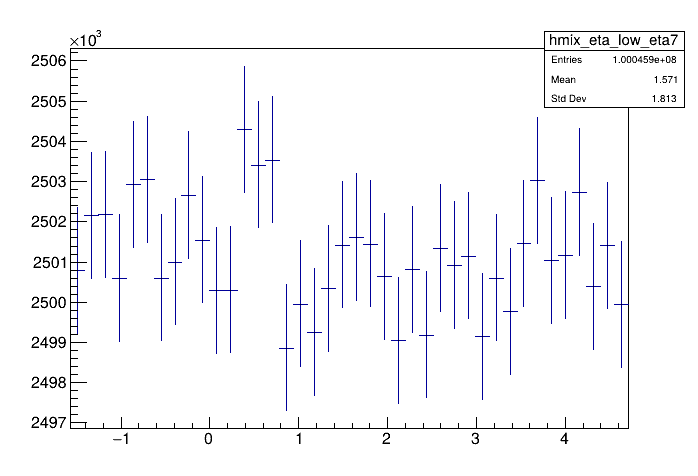 ×10³
hmix_eta_low_eta7
Entries 1.000459e+08
Mean 1.571
Std Dev 1.813
2506
2505
2504
2503
2502
2501
2500
2499
2498
2497
−1 0 1 2 3 4